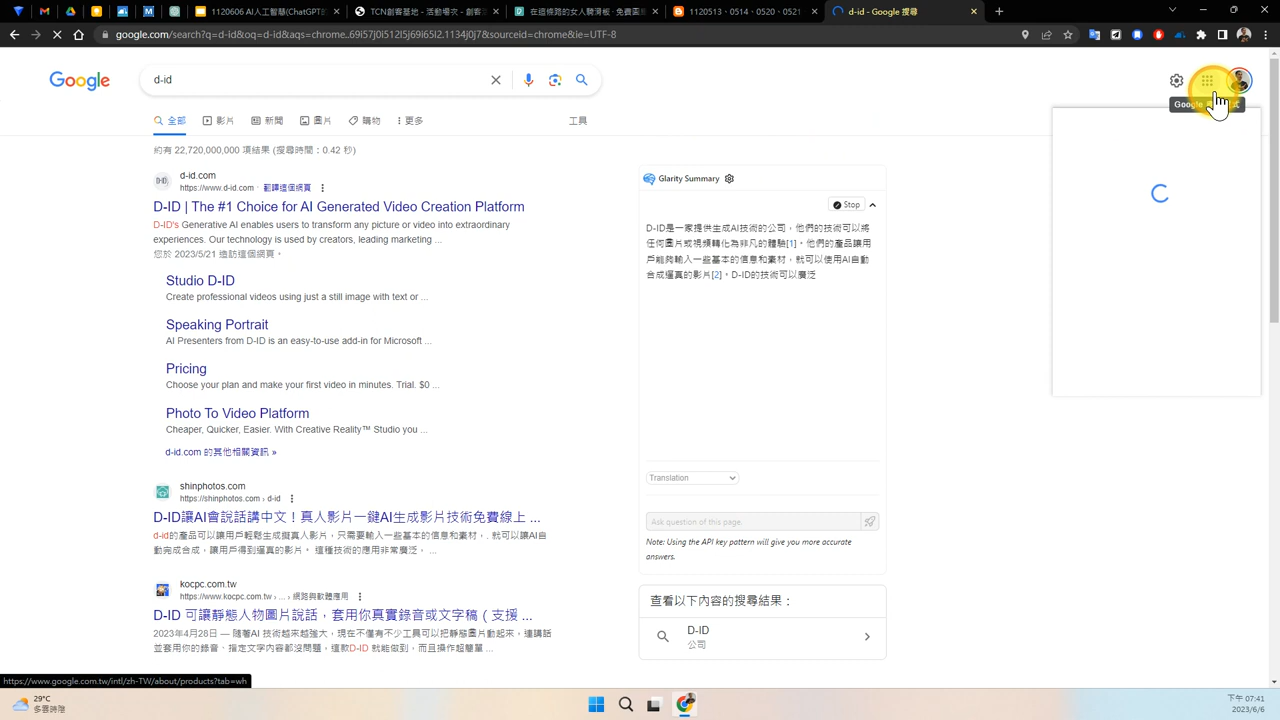 1120606 AI人工智慧(ChatGPT的
TCN創客基地 - 活動場次 - 創客
在這條路的女人騎滑板 · 免費圖
1120513、0514、0520、01
d-id - Google 搜尋
google.com/search?q=d-id&oq=d-id&aqs=chrome..69i57j0i512l5j69i65l2.1134j0j7&sourceid=chrome&ie=UTF-8
Google
d-id
全部
影片
新聞
圖片
購物
更多
工具
Google
式
約有 22,720,000,000 項結果 (搜尋時間：0.42 秒)
d-id.com
https://www.d-id.com · 翻譯這個網頁
D-ID | The #1 Choice for AI Generated Video Creation Platform
D-ID's Generative AI enables users to transform any picture or video into extraordinary
experiences. Our technology is used by creators, leading marketing ...
您於 2023/5/21 造訪這個網頁。
Studio D-ID
Create professional videos using just a still image with text or ...
Speaking Portrait
AI Presenters from D-ID is an easy-to-use add-in for Microsoft ...
Pricing
Choose your plan and make your first video in minutes. Trial. $0 ...
Photo To Video Platform
Cheaper, Quicker, Easier. With Creative Reality™ Studio you ...
d-id.com 的其他相關資訊 »
shinphotos.com
https://shinphotos.com › d-id
D-ID讓AI會說話講中文！真人影片一鍵AI生成影片技術免費線上 ...
d-id的產品可以讓用戶輕鬆生成擬真人影片，只需要輸入一些基本的信息和素材，. 就可以讓AI自
動完成合成，讓用戶得到逼真的影片。 這種技術的應用非常廣泛， ...
kocpc.com.tw
https://www.kocpc.com.tw › ... › 網路與軟體應用
D-ID 可讓靜態人物圖片說話，套用你真實錄音或文字稿（支援 ...
2023年4月28日 — 隨著AI 技術越來越強大，現在不僅有不少工具可以把靜態圖片動起來，連講話
並套用你的錄音、指定文字內容都沒問題，這款D-ID 就能做到，而且操作超簡單 ...
Glarity Summary
Stop
D-ID是一家提供生成AI技術的公司，他們的技術可以將
任何圖片或視頻轉化為非凡的體驗[1]。他們的產品讓用
戶能夠輸入一些基本的信息和素材，就可以使用AI自動
合成逼真的影片[2]。D-ID的技術可以廣泛
Translation
Ask question of this page.
Note: Using the API key pattern will give you more accurate
answers.
查看以下內容的搜尋結果：
D-ID
公司
https://www.google.com.tw/intl/zh-TW/about/products?tab=wh
29°C
多雲時陰
下午 07:41
2023/6/6